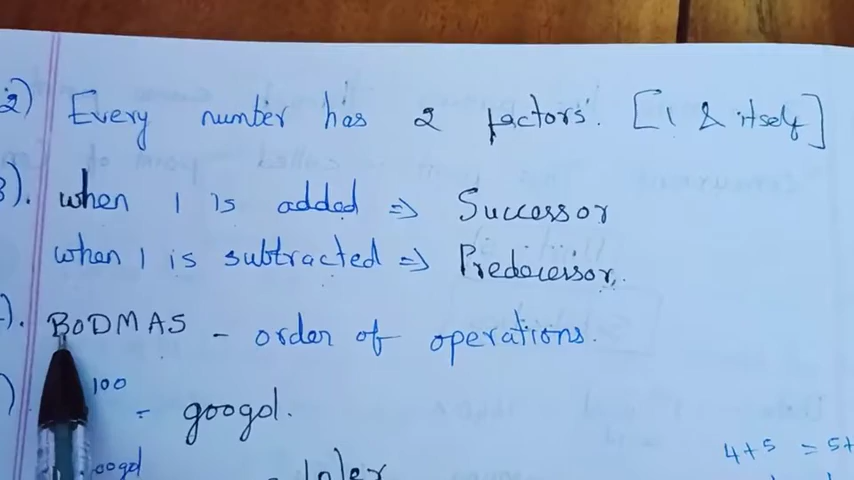 2) Every number has 2 factors. [1 & itself]
3). when 1 is added ⇒ Successor
when 1 is subtracted ⇒ Predecessor.
). BODMAS - order of operations.
) 100 = googol.
googol =
4+5 = 5+